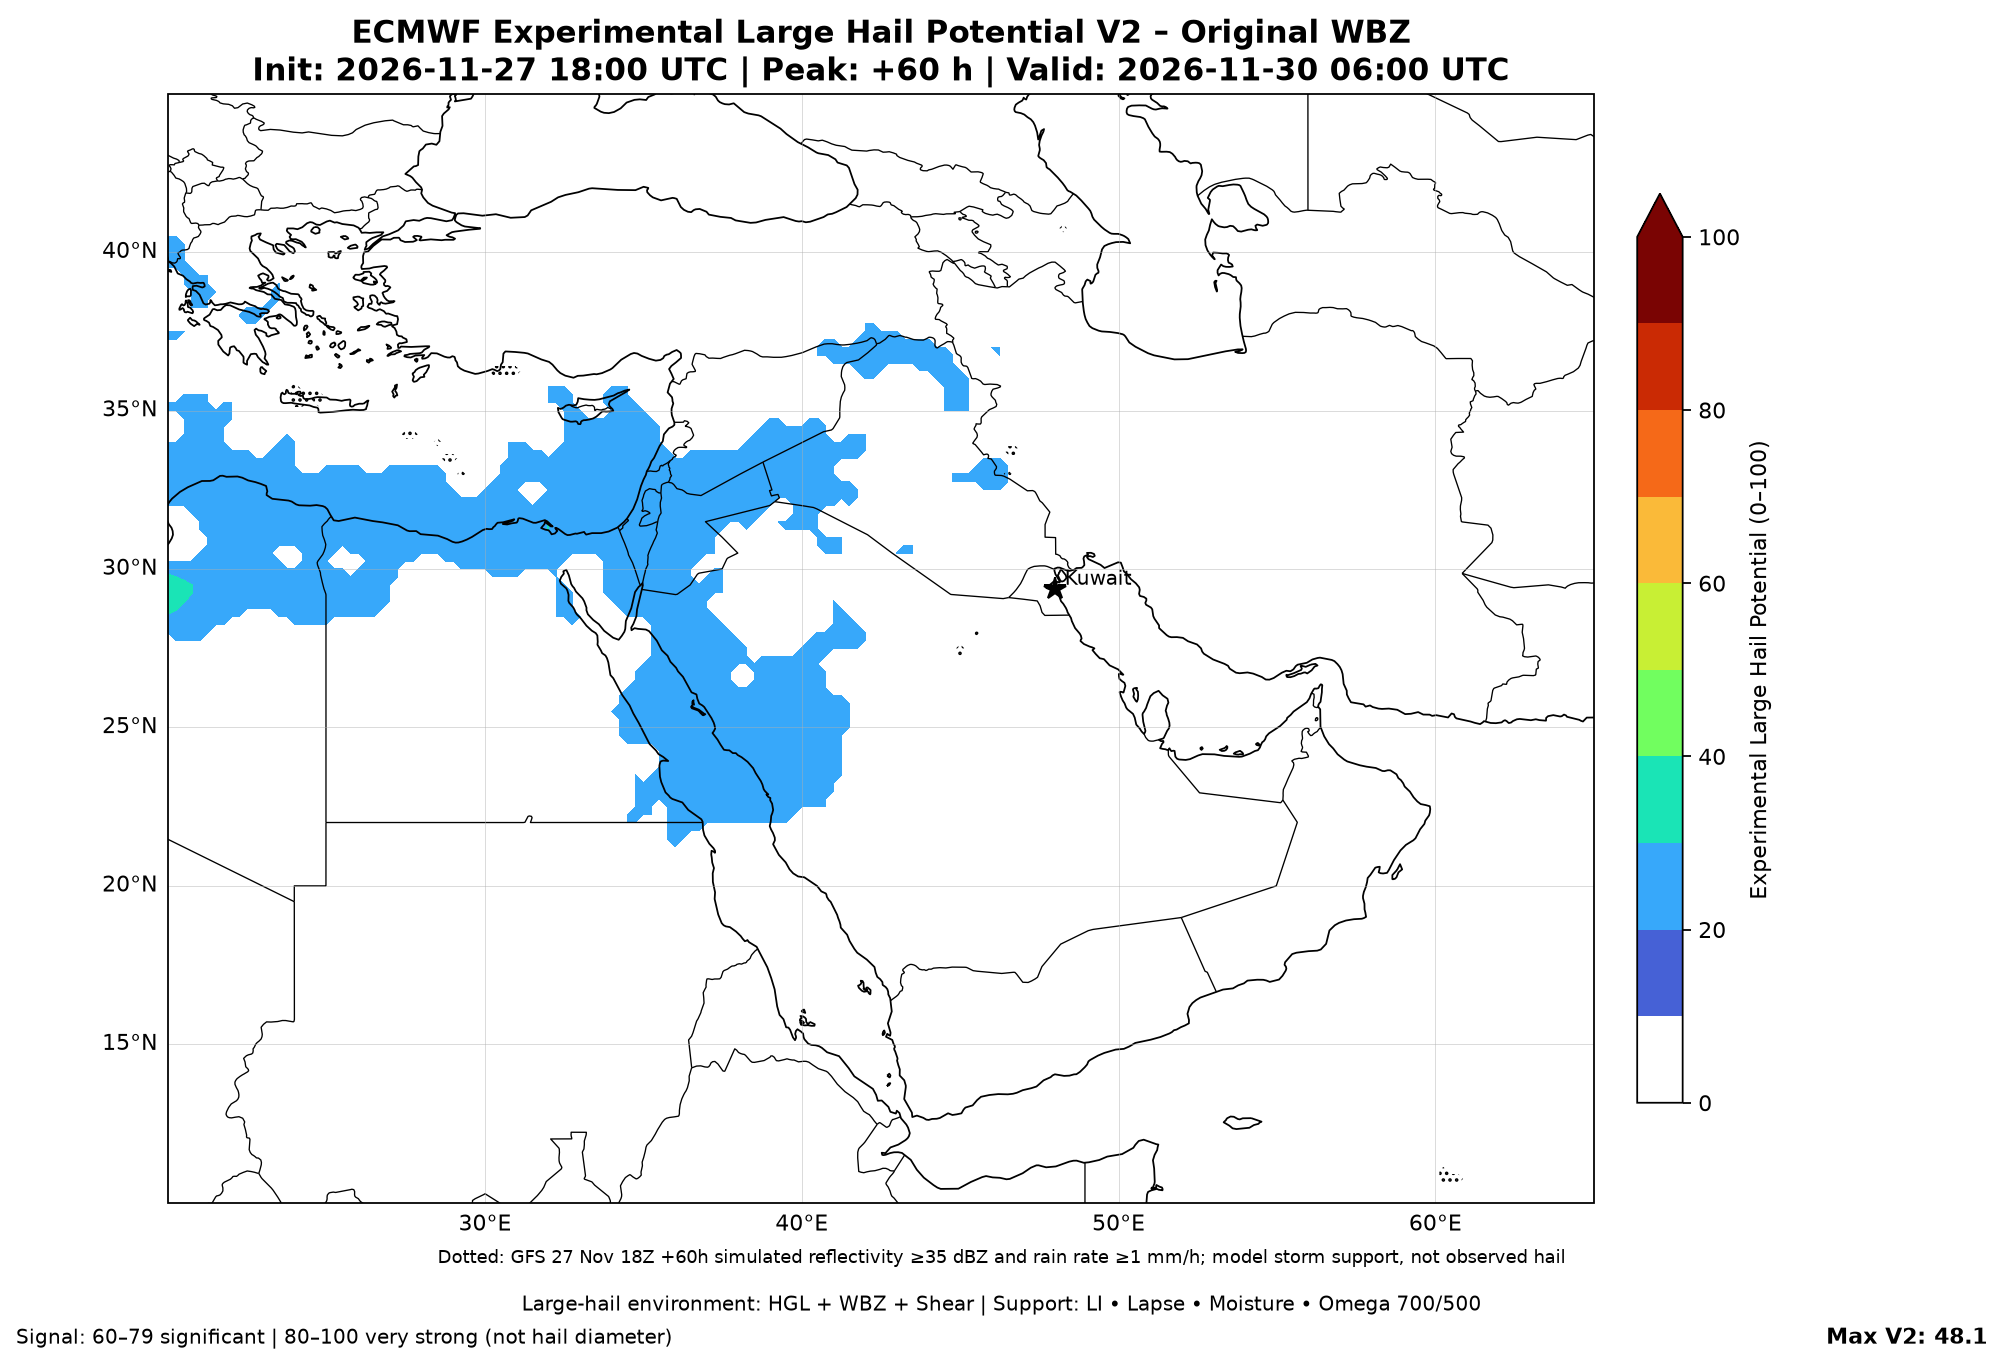 ECMWF Experimental Large Hail Potential V2 – Original WBZ
Init: 2026-11-27 18:00 UTC | Peak: +60 h | Valid: 2026-11-30 06:00 UTC
40°N
35°N
30°N
25°N
20°N
15°N
Kuwait
30°E
40°E
50°E
60°E
100
80
60
40
20
0
Experimental Large Hail Potential (0–100)
Dotted: GFS 27 Nov 18Z +60h simulated reflectivity ≥35 dBZ and rain rate ≥1 mm/h; model storm support, not observed hail
Large-hail environment: HGL + WBZ + Shear | Support: LI • Lapse • Moisture • Omega 700/500
Signal: 60–79 significant | 80–100 very strong (not hail diameter)
Max V2: 48.1